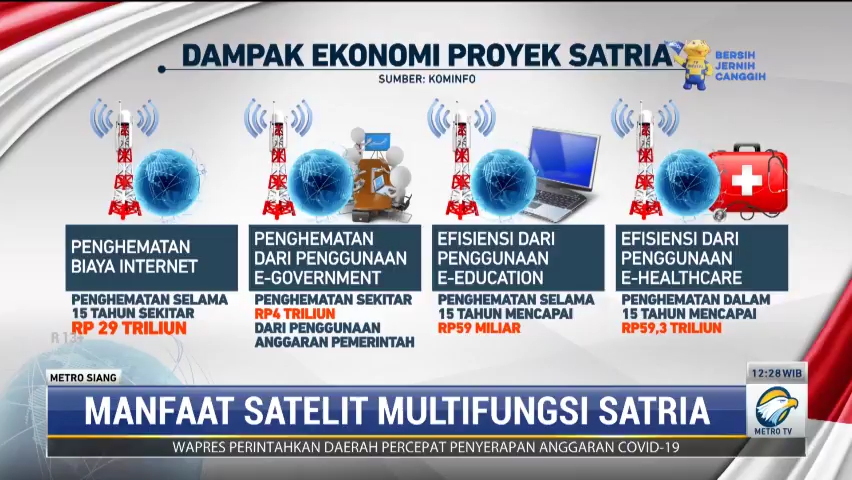 DAMPAK EKONOMI PROYEK SATRIA
SUMBER: KOMINFO
BERSIH
JERNIH
CANGGIH
PENGHEMATAN
BIAYA INTERNET
PENGHEMATAN SELAMA
15 TAHUN SEKITAR
RP 29 TRILIUN
PENGHEMATAN
DARI PENGGUNAAN
E-GOVERNMENT
PENGHEMATAN SEKITAR
RP4 TRILIUN
DARI PENGGUNAAN
ANGGARAN PEMERINTAH
EFISIENSI DARI
PENGGUNAAN
E-EDUCATION
PENGHEMATAN SELAMA
15 TAHUN MENCAPAI
RP59 MILIAR
EFISIENSI DARI
PENGGUNAAN
E-HEALTHCARE
PENGHEMATAN DALAM
15 TAHUN MENCAPAI
RP59,3 TRILIUN
R 13+
METRO SIANG
12:28 WIB
MANFAAT SATELIT MULTIFUNGSI SATRIA
METRO TV
WAPRES PERINTAHKAN DAERAH PERCEPAT PENYERAPAN ANGGARAN COVID-19